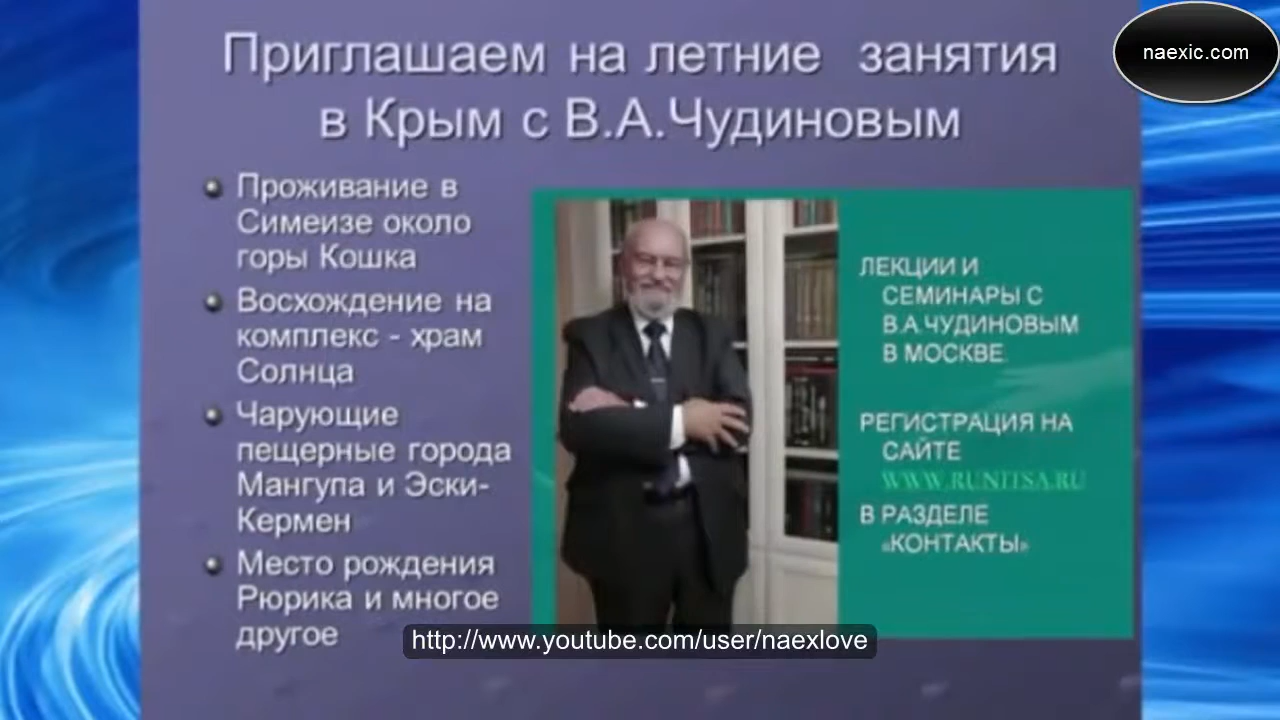 naexic.com
Приглашаем на летние занятия
в Крым с В.А.Чудиновым
Проживание в
Симеизе около
горы Кошка
Восхождение на
комплекс - храм
Солнца
Чарующие
пещерные города
Мангупа и Эски-
Кермен
Место рождения
Рюрика и многое
другое
ЛЕКЦИИ И
СЕМИНАРЫ С
В.А.ЧУДИНОВЫМ
В МОСКВЕ.
РЕГИСТРАЦИЯ НА
САЙТЕ
WWW.RUNITSA.RU
В РАЗДЕЛЕ
«КОНТАКТЫ»
http://www.youtube.com/user/naexlove